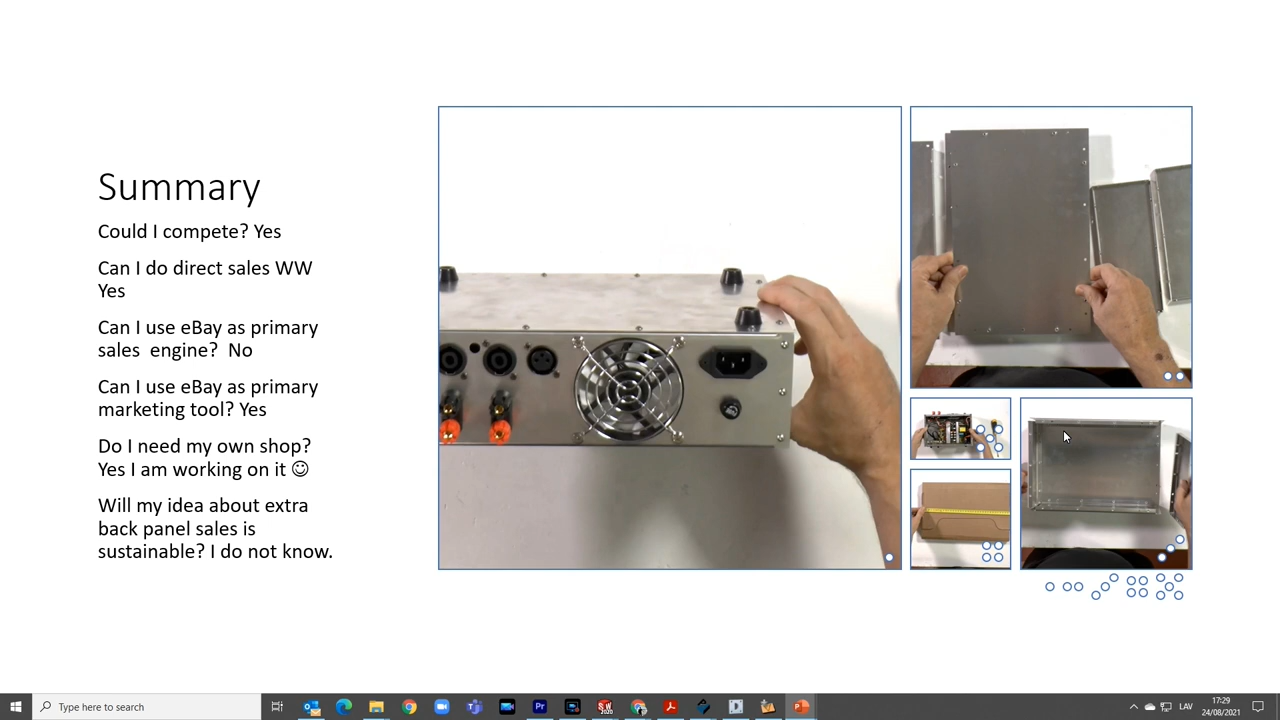 Summary
Could I compete? Yes
Can I do direct sales WW
Yes
Can I use eBay as primary
sales engine? No
Can I use eBay as primary
marketing tool? Yes
Do I need my own shop?
Yes I am working on it ☺
Will my idea about extra
back panel sales is
sustainable? I do not know.
Type here to search
LAV
17:29
24/08/2021